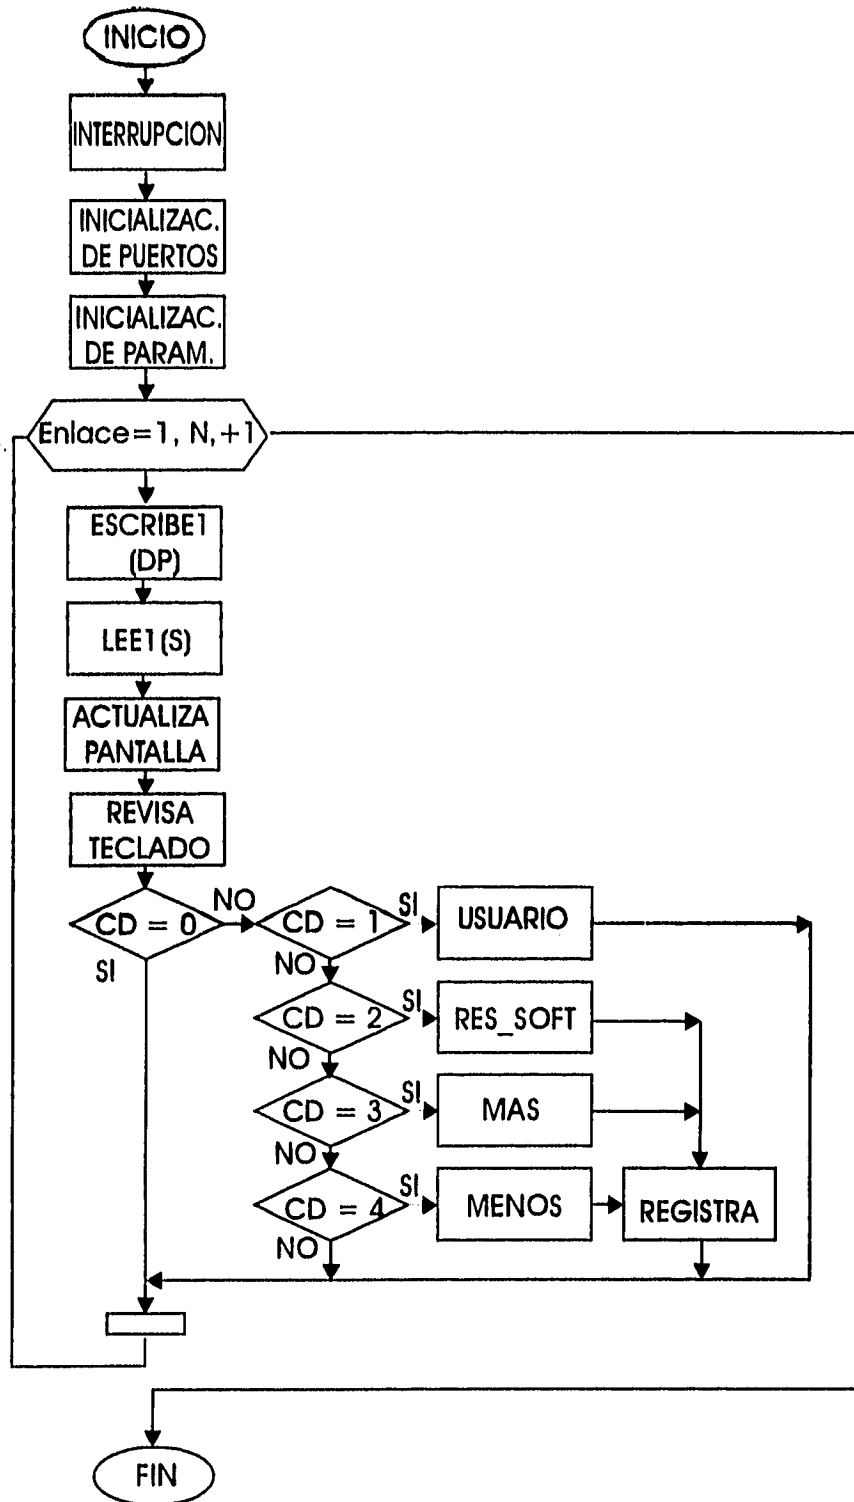 INICIO
INTERRUPCION
INICIALIZAC.
DE PUERTOS
INICIALIZAC.
DE PARAM.
Enlace=1, N,+1
ESCRIBE1
(DP)
LEE1(S)
ACTUALIZA
PANTALLA
REVISA
TECLADO
CD = 0
NO
SI
CD = 1
SI
USUARIO
NO
CD = 2
SI
RES_SOFT
NO
CD = 3
SI
MAS
NO
CD = 4
SI
MENOS
REGISTRA
NO
FIN